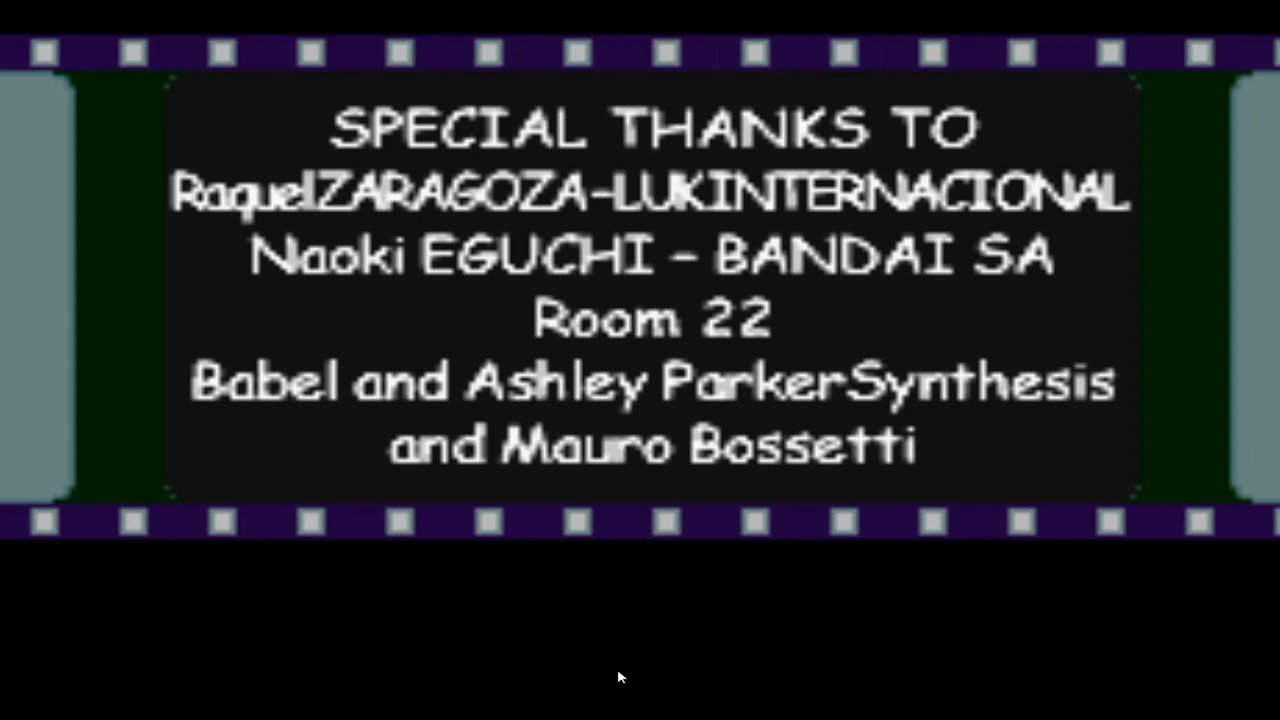 SPECIAL THANKS TO
RaquelZARAGOZA-LUKINTERNACIONAL
Naoki EGUCHI - BANDAI SA
Room 22
Babel and Ashley ParkerSynthesis
and Mauro Bossetti